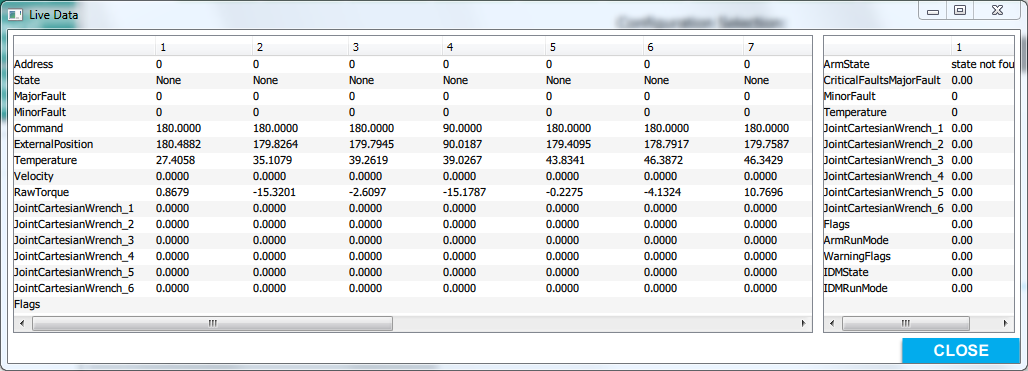 Live Data
Configuration Selection:
1 2 3 4 5 6 7
Address 0 0 0 0 0 0 0
State None None None None None None None
MajorFault 0 0 0 0 0 0 0
MinorFault 0 0 0 0 0 0 0
Command 180.0000 180.0000 180.0000 90.0000 180.0000 180.0000 180.0000
ExternalPosition 180.4882 179.8264 179.7945 90.0187 179.4095 178.7917 179.7587
Temperature 27.4058 35.1079 39.2619 39.0267 43.8341 46.3872 46.3429
Velocity 0.0000 0.0000 0.0000 0.0000 0.0000 0.0000 0.0000
RawTorque 0.8679 -15.3201 -2.6097 -15.1787 -0.2275 -4.1324 10.7696
JointCartesianWrench_1 0.0000 0.0000 0.0000 0.0000 0.0000 0.0000 0.0000
JointCartesianWrench_2 0.0000 0.0000 0.0000 0.0000 0.0000 0.0000 0.0000
JointCartesianWrench_3 0.0000 0.0000 0.0000 0.0000 0.0000 0.0000 0.0000
JointCartesianWrench_4 0.0000 0.0000 0.0000 0.0000 0.0000 0.0000 0.0000
JointCartesianWrench_5 0.0000 0.0000 0.0000 0.0000 0.0000 0.0000 0.0000
JointCartesianWrench_6 0.0000 0.0000 0.0000 0.0000 0.0000 0.0000 0.0000
Flags
1
ArmState state not fou
CriticalFaultsMajorFault 0.00
MinorFault 0
Temperature 0
JointCartesianWrench_1 0.00
JointCartesianWrench_2 0.00
JointCartesianWrench_3 0.00
JointCartesianWrench_4 0.00
JointCartesianWrench_5 0.00
JointCartesianWrench_6 0.00
Flags 0.00
ArmRunMode 0.00
WarningFlags 0.00
IDMState 0.00
IDMRunMode 0.00
CLOSE